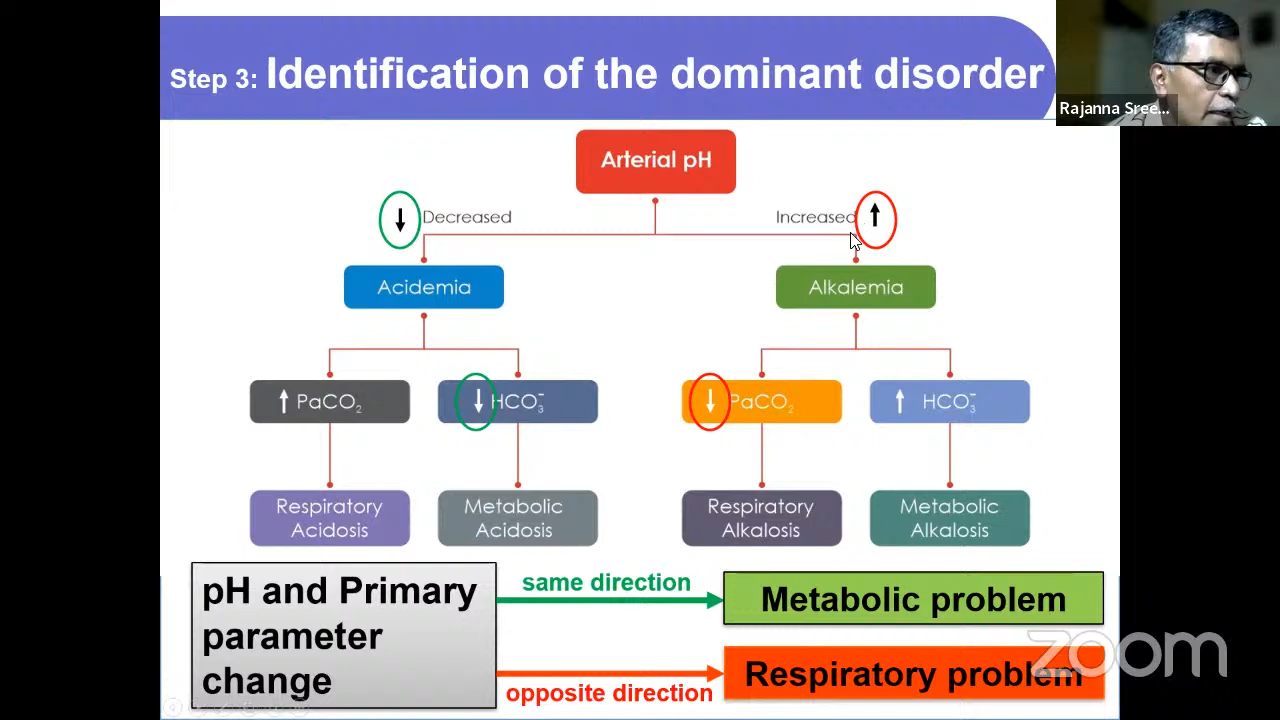 Step 3: Identification of the dominant disorder
Rajanna Sree...
Arterial pH
↓ Decreased
Increased ↑
Acidemia
Alkalemia
↑ PaCO₂
↓ HCO₃⁻
↓ PaCO₂
↑ HCO₃⁻
Respiratory
Acidosis
Metabolic
Acidosis
Respiratory
Alkalosis
Metabolic
Alkalosis
pH and Primary
parameter
change
same direction
Metabolic problem
opposite direction
Respiratory problem
zoom